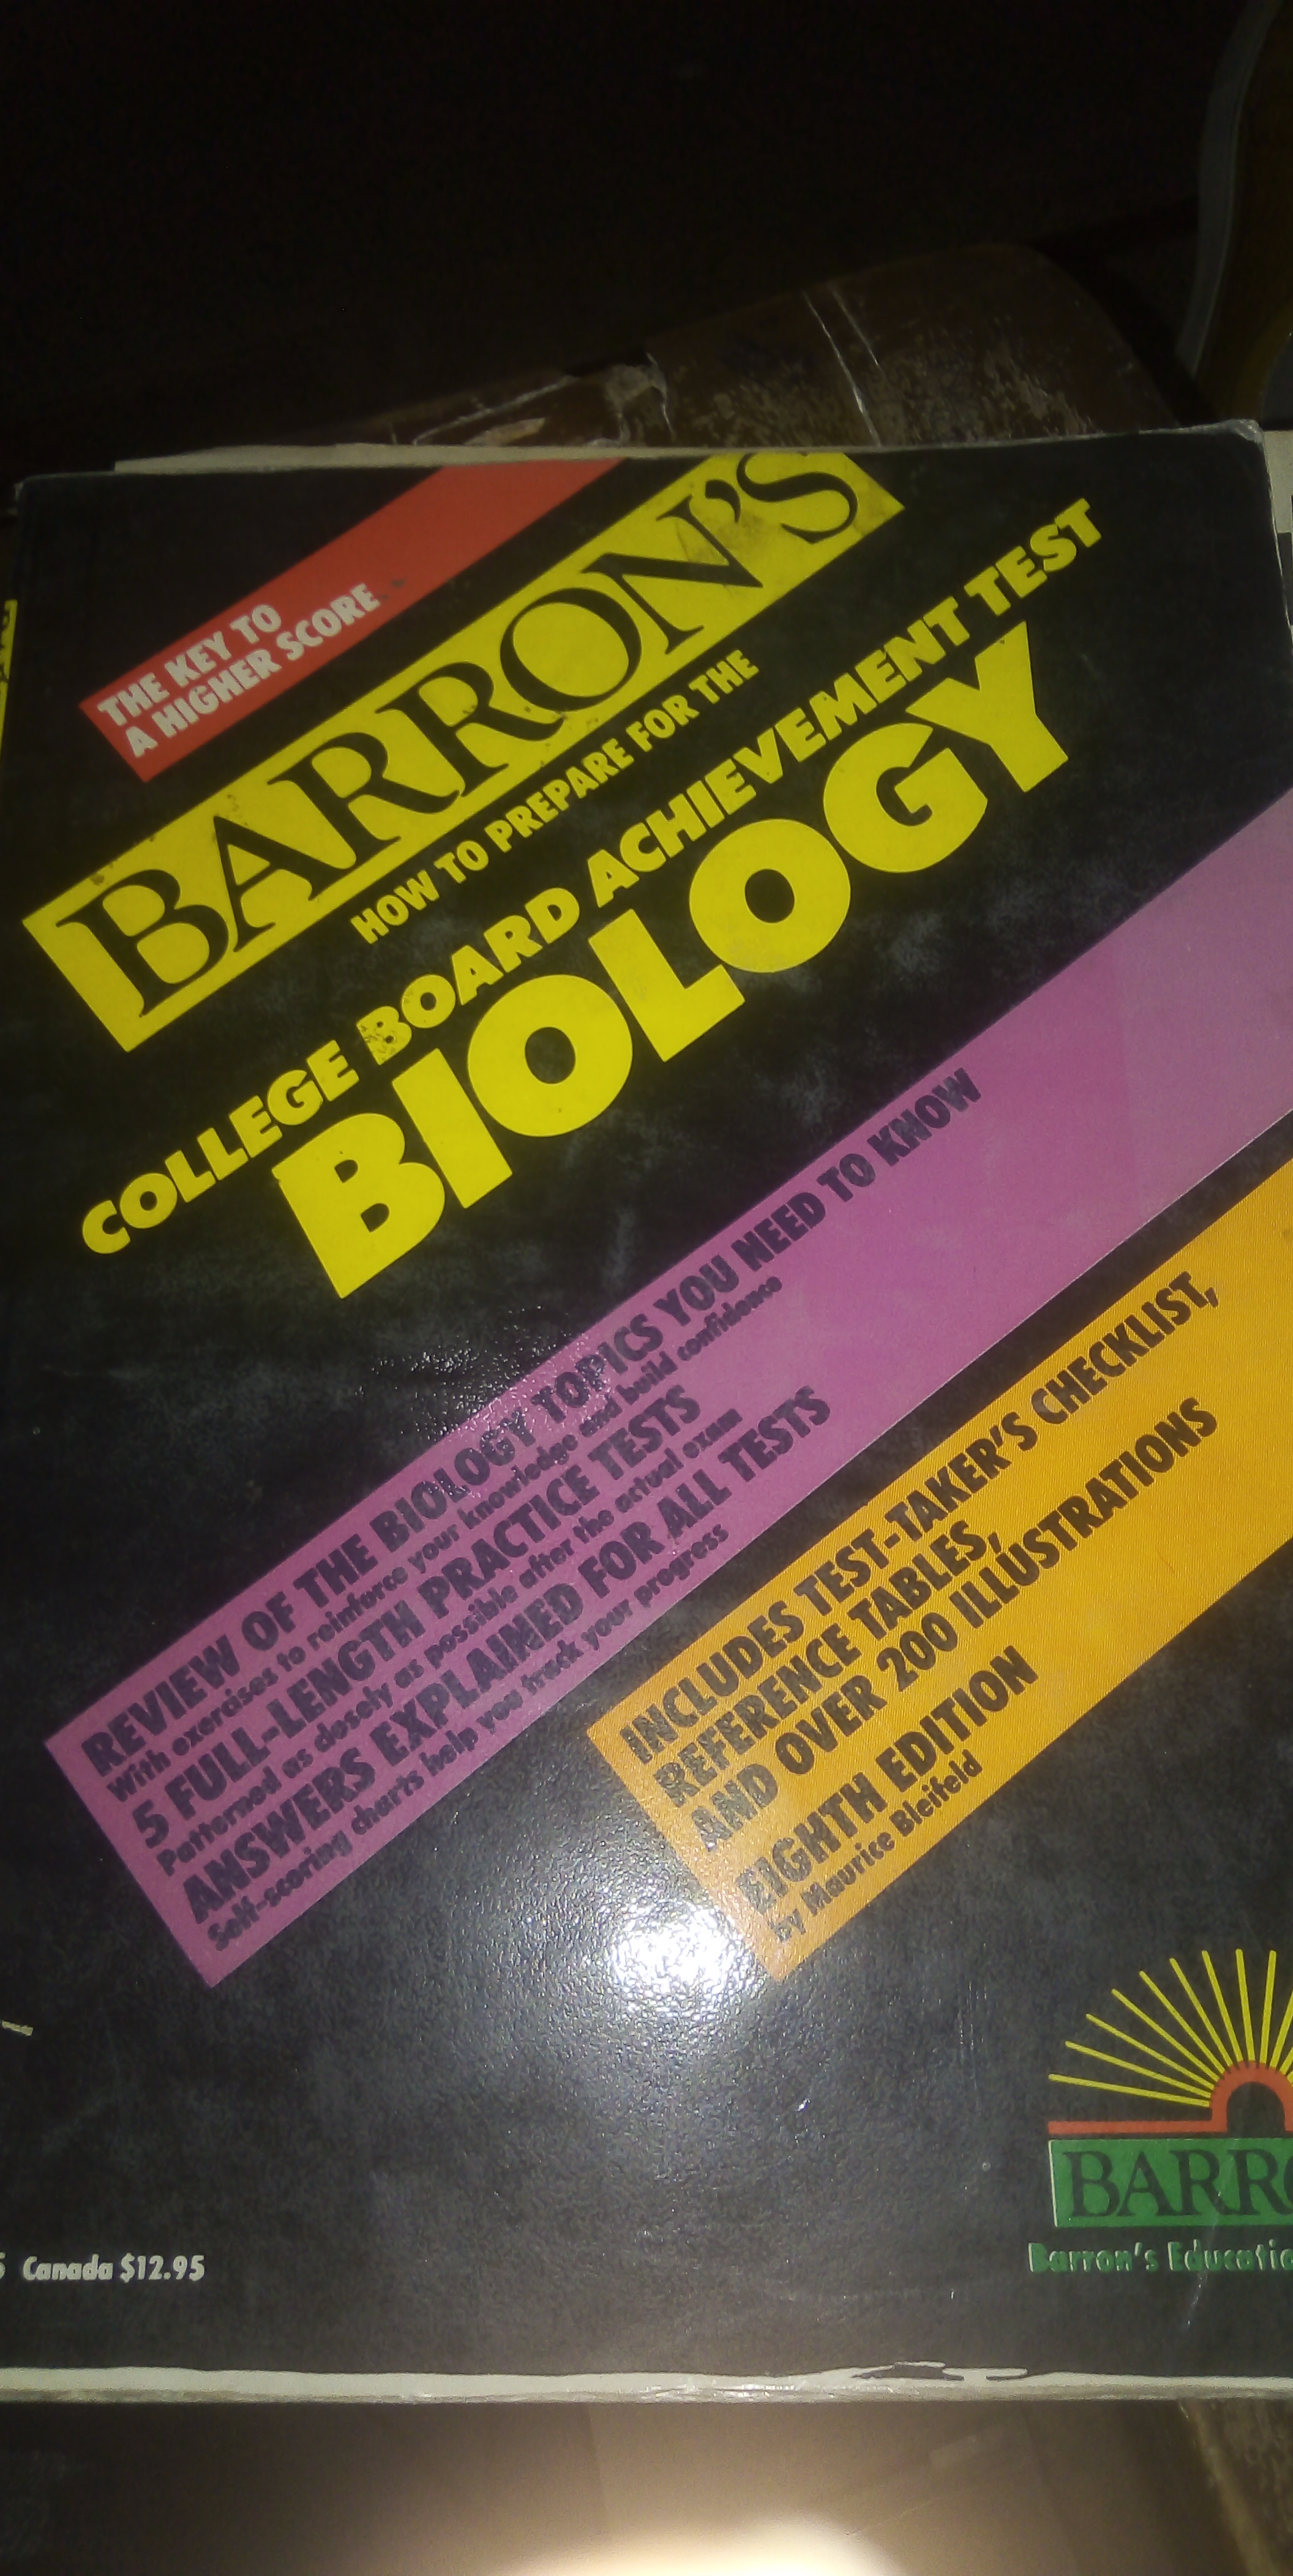 THE KEY TO
A HIGHER SCORE
BARRON'S
HOW TO PREPARE FOR THE
COLLEGE BOARD ACHIEVEMENT TEST
BIOLOGY
REVIEW OF THE BIOLOGY TOPICS YOU NEED TO KNOW
With exercises to reinforce your knowledge and build confidence
5 FULL-LENGTH PRACTICE TESTS
Patterned as closely as possible after the actual exam
ANSWERS EXPLAINED FOR ALL TESTS
Self-scoring charts help you track your progress
INCLUDES TEST-TAKER'S CHECKLIST,
REFERENCE TABLES,
AND OVER 200 ILLUSTRATIONS
EIGHTH EDITION
by Maurice Bleifeld
BARRO
Barron's Educatio
Canada $12.95